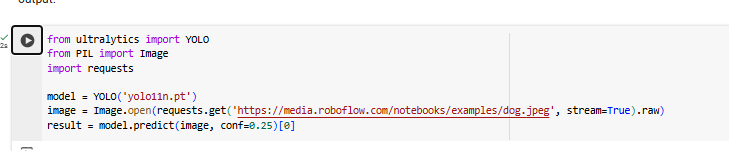 output:
2s
from ultralytics import YOLO
from PIL import Image
import requests
model = YOLO('yolo11n.pt')
image = Image.open(requests.get('https://media.roboflow.com/notebooks/examples/dog.jpeg', stream=True).raw)
result = model.predict(image, conf=0.25)[0]